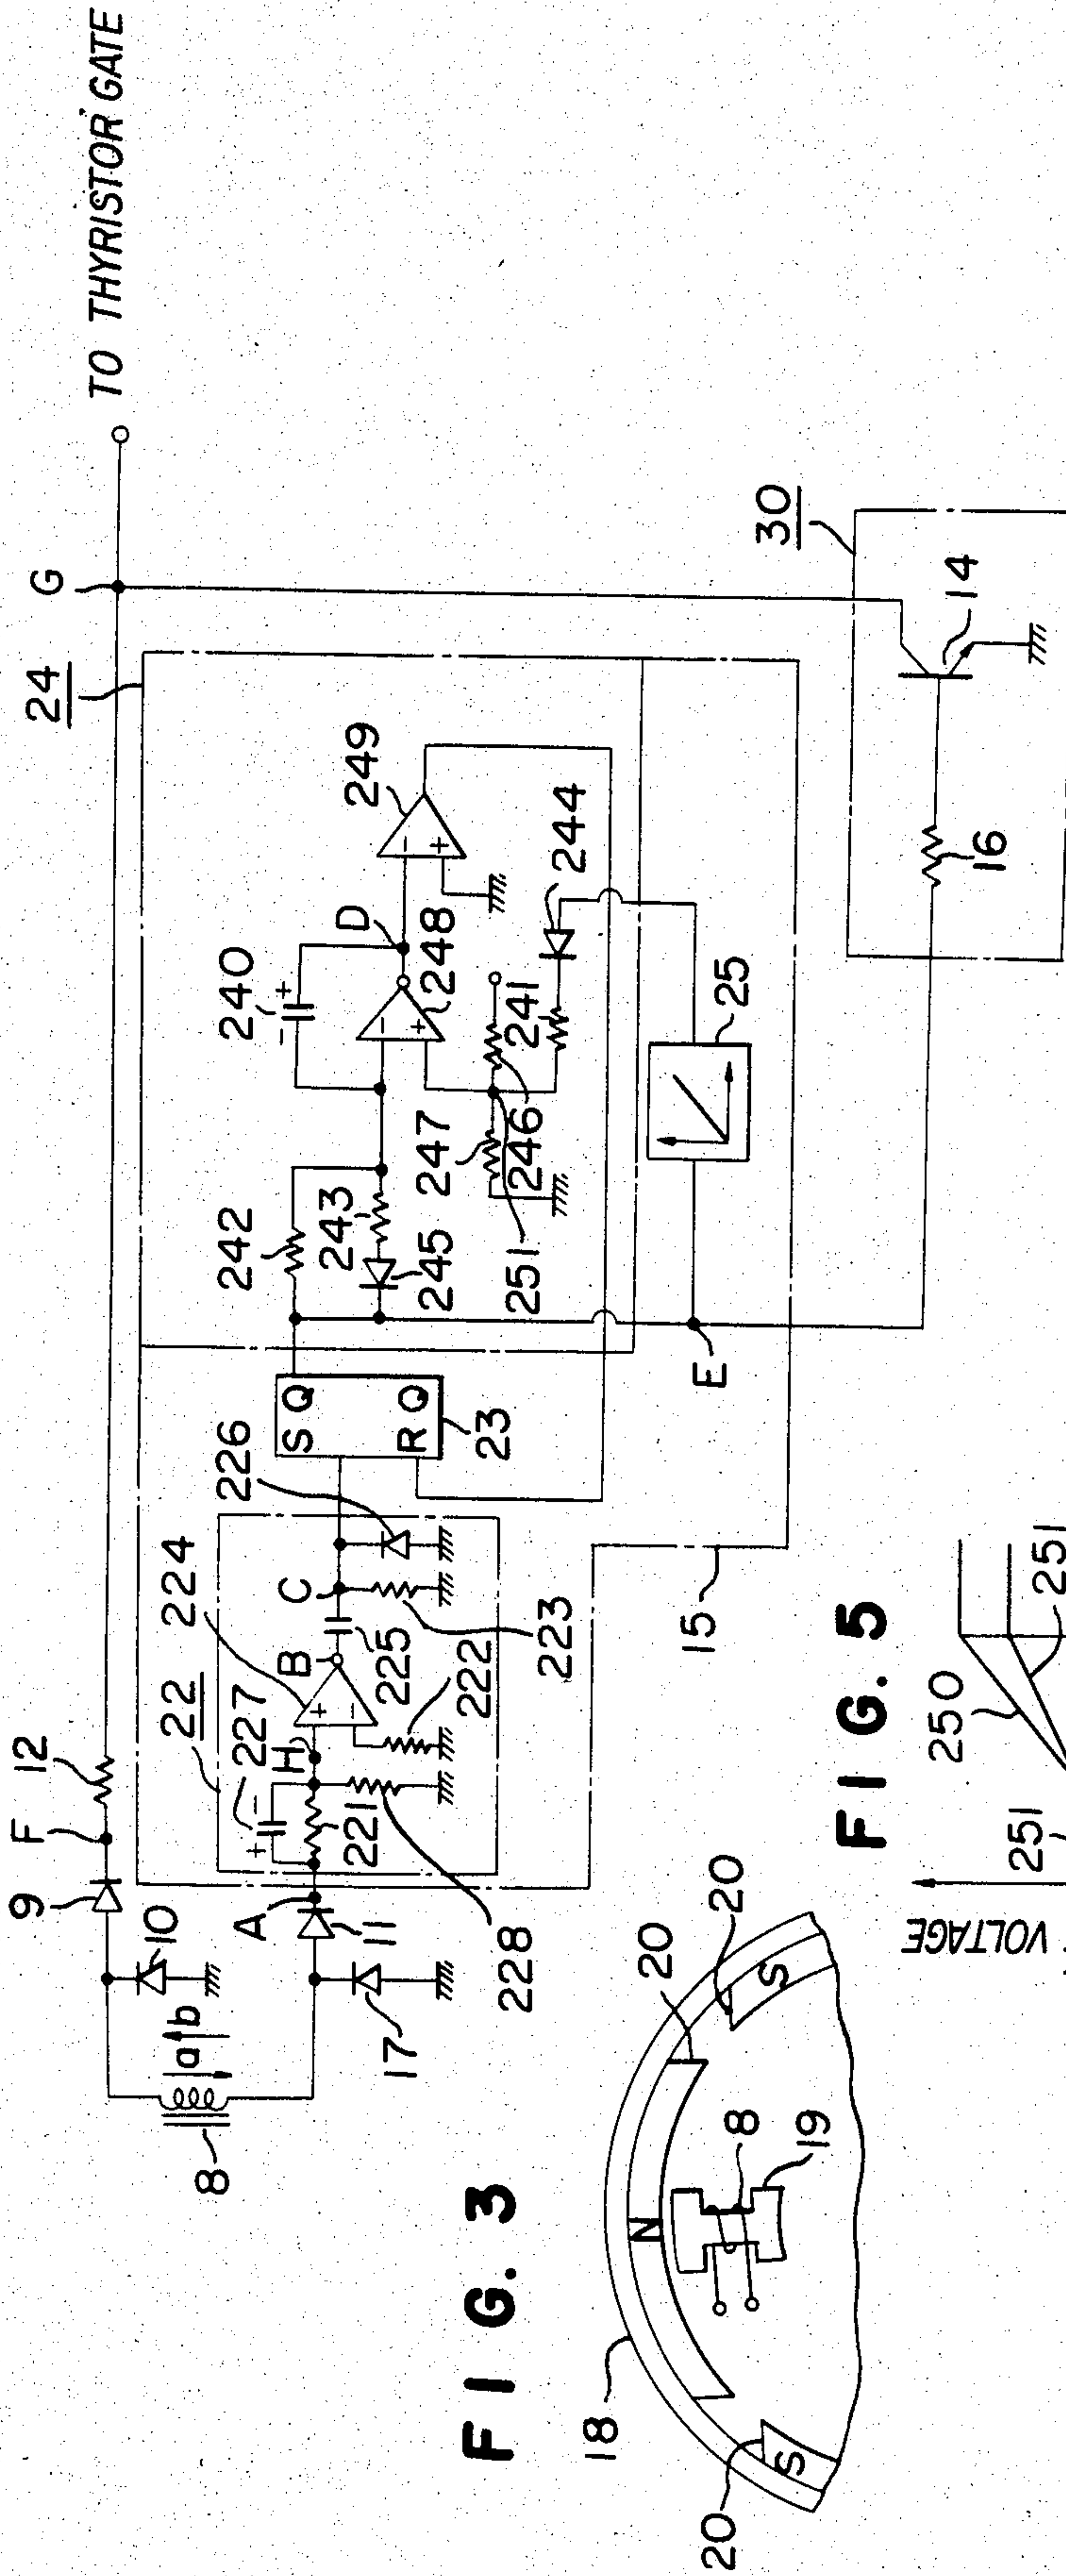 TO THYRISTOR GATE
G
24
30
14
16
249
244
D
240
248
241
25
247
246
251
242
243
245
E
S Q
R Q
23
226
224
C
B
225
223
22
227
222
H
221
228
15
12
F
9
10
A
11
17
a
b
8
+
−
−
+
−
+
+
−
+
−
FIG. 3
18
20
N
S
20
20
S
8
19
FIG. 5
250
251
251
VOLTAGE